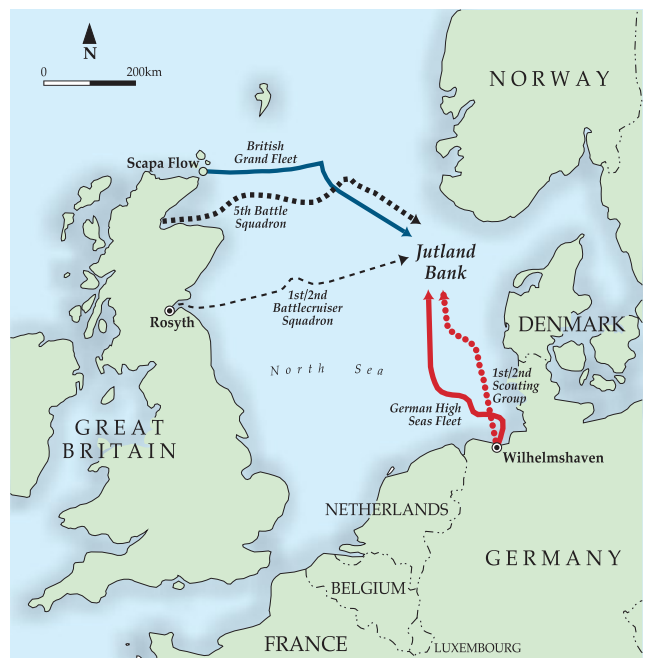 N
0 200km
NORWAY
British
Grand Fleet
Scapa Flow
5th Battle
Squadron
Jutland
Bank
1st/2nd
Battlecruiser
Squadron
Rosyth
DENMARK
North Sea
1st/2nd
Scouting
Group
German High
Seas Fleet
GREAT
BRITAIN
Wilhelmshaven
NETHERLANDS
GERMANY
BELGIUM
FRANCE
LUXEMBOURG